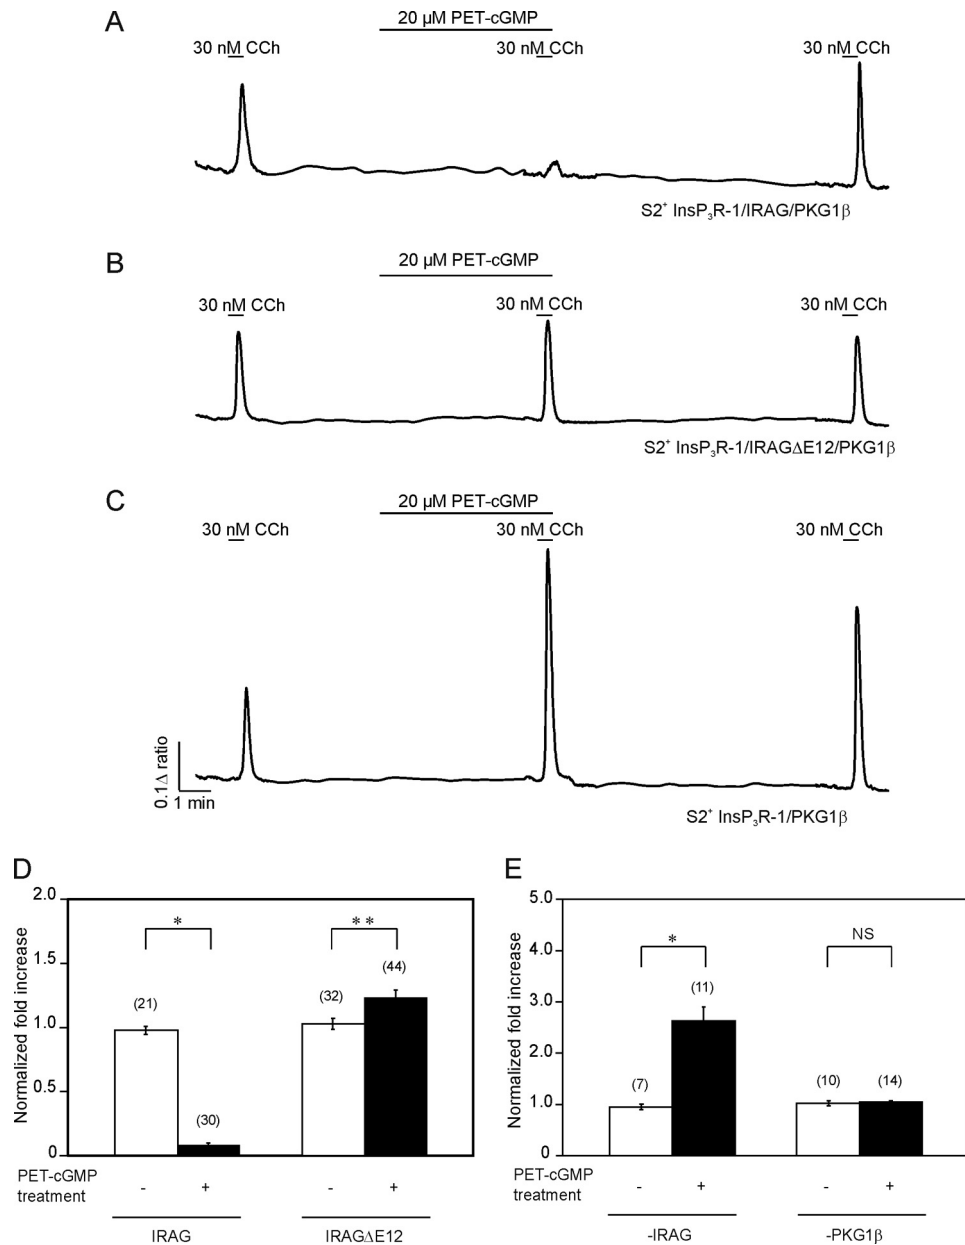 A
20 µM PET-cGMP
30 nM CCh 30 nM CCh 30 nM CCh
S2⁺ InsP₃R-1/IRAG/PKG1β
B
20 µM PET-cGMP
30 nM CCh 30 nM CCh 30 nM CCh
S2⁺ InsP₃R-1/IRAGΔE12/PKG1β
C
20 µM PET-cGMP
30 nM CCh 30 nM CCh 30 nM CCh
0.1Δ ratio
1 min
S2⁺ InsP₃R-1/PKG1β
D
Normalized fold increase
2.0
1.5
1.0
0.5
0
* **
(21) (30) (32) (44)
PET-cGMP
treatment
- + - +
IRAG IRAGΔE12
E
Normalized fold increase
5.0
4.0
3.0
2.0
1.0
0
* NS
(7) (11) (10) (14)
PET-cGMP
treatment
- + - +
-IRAG -PKG1β